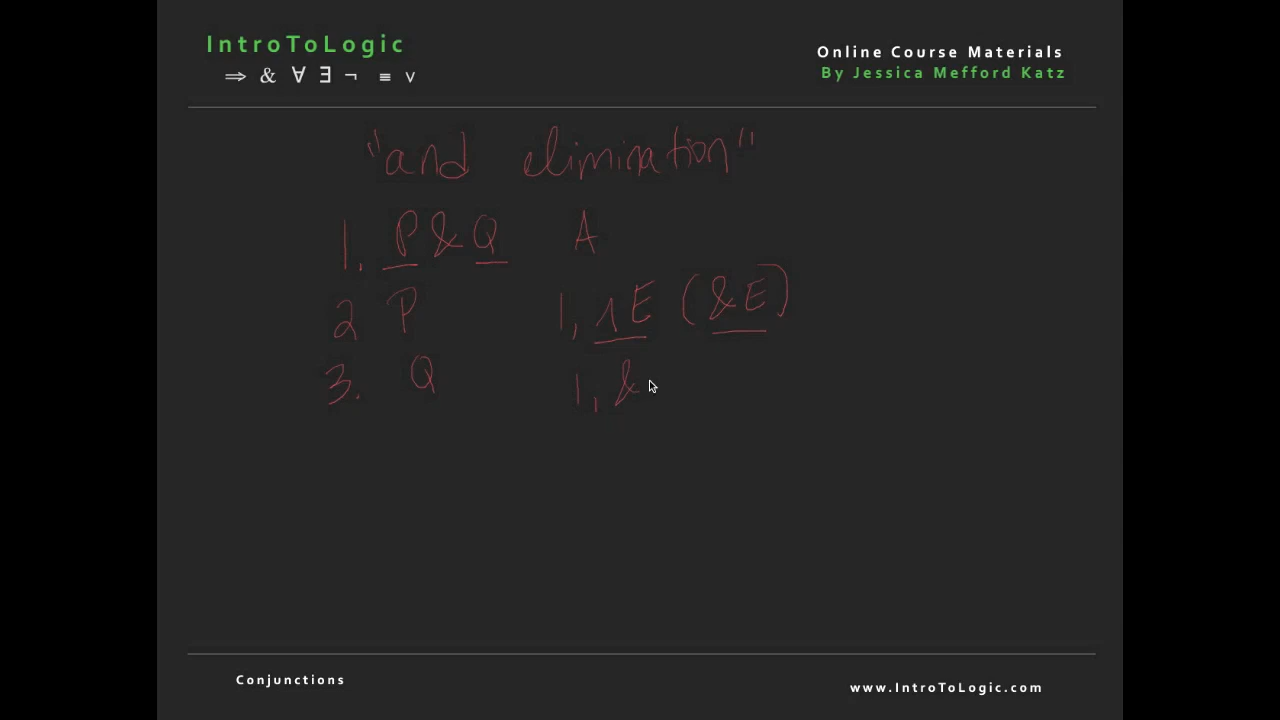 IntroToLogic
⇒ & ∀ ∃ ¬ ≡ ∨
Online Course Materials
By Jessica Mefford Katz
"and elimination"
1. P & Q A
2 P 1, ∧E (&E)
3. Q 1, &
Conjunctions
www.IntroToLogic.com